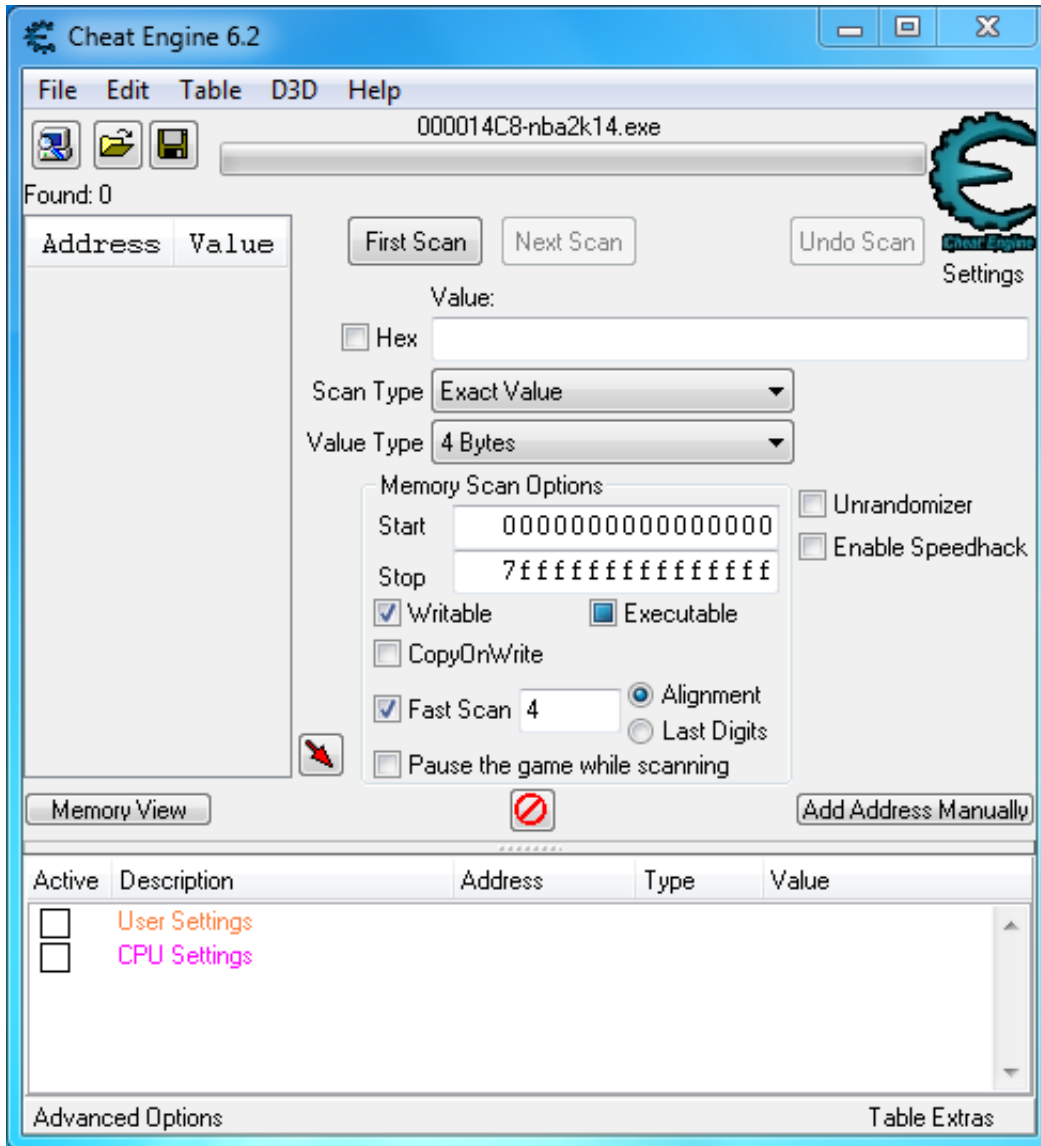 Cheat Engine 6.2
File Edit Table D3D Help
000014C8-nba2k14.exe
Found: 0
Address Value
First Scan Next Scan Undo Scan
Cheat Engine
Settings
Value:
Hex
Scan Type Exact Value
Value Type 4 Bytes
Memory Scan Options
Start 0000000000000000
Stop 7fffffffffffffff
Unrandomizer
Enable Speedhack
Writable Executable
CopyOnWrite
Fast Scan 4 Alignment
Last Digits
Pause the game while scanning
Memory View Add Address Manually
Active Description Address Type Value
User Settings
CPU Settings
Advanced Options Table Extras